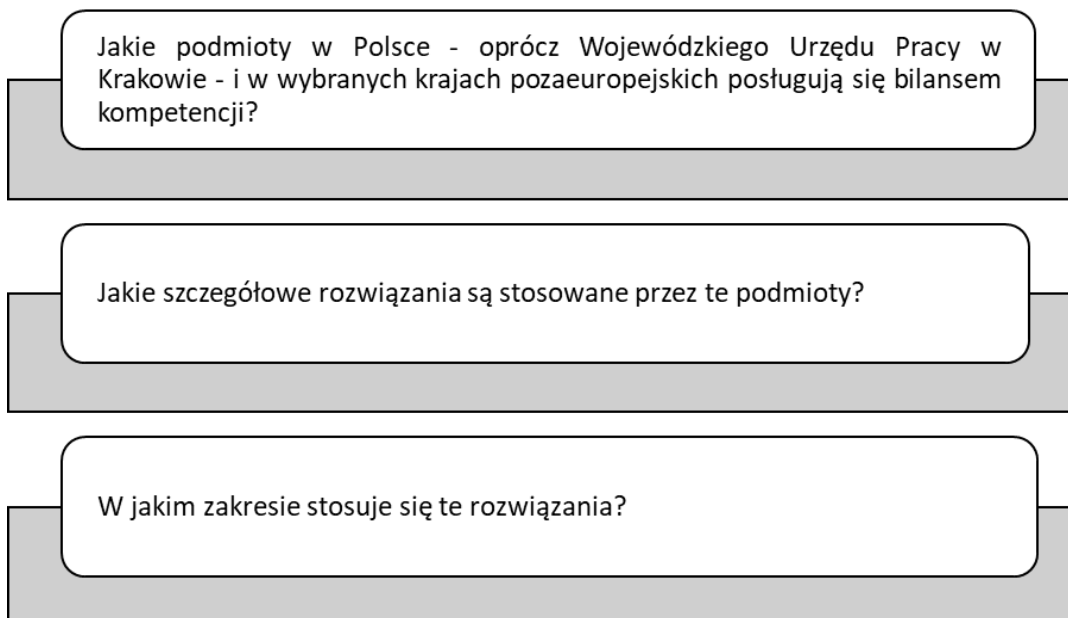 Jakie podmioty w Polsce - oprócz Wojewódzkiego Urzędu Pracy w
Krakowie - i w wybranych krajach pozaeuropejskich posługują się bilansem
kompetencji?
Jakie szczegółowe rozwiązania są stosowane przez te podmioty?
W jakim zakresie stosuje się te rozwiązania?